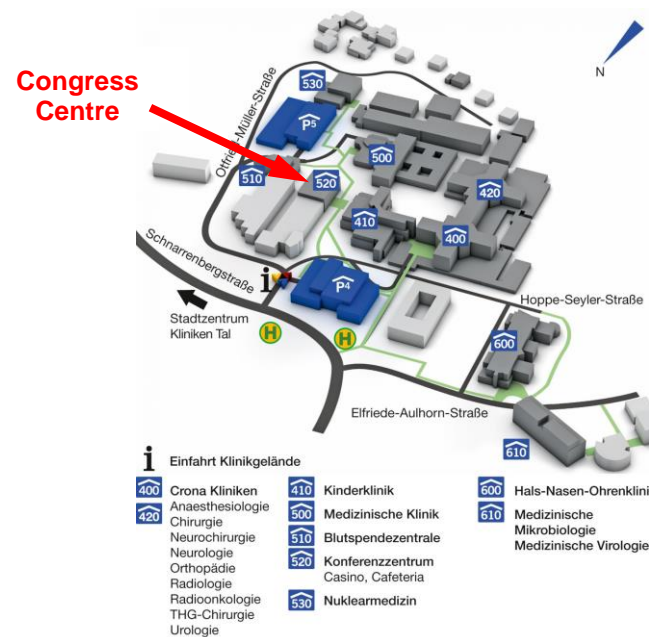 Congress
Centre
N
530
Otfried-Müller-Straße
P5
500
510
520
420
410
400
Schnarrenbergstraße
i
P4
Hoppe-Seyler-Straße
Stadtzentrum
Kliniken Tal
H
H
600
Elfriede-Aulhorn-Straße
610
i Einfahrt Klinikgelände
400 Crona Kliniken
420 Anaesthesiologie
Chirurgie
Neurochirurgie
Neurologie
Orthopädie
Radiologie
Radioonkologie
THG-Chirurgie
Urologie
410 Kinderklinik
500 Medizinische Klinik
510 Blutspendezentrale
520 Konferenzzentrum
Casino, Cafeteria
530 Nuklearmedizin
600 Hals-Nasen-Ohrenklini
610 Medizinische
Mikrobiologie
Medizinische Virologie